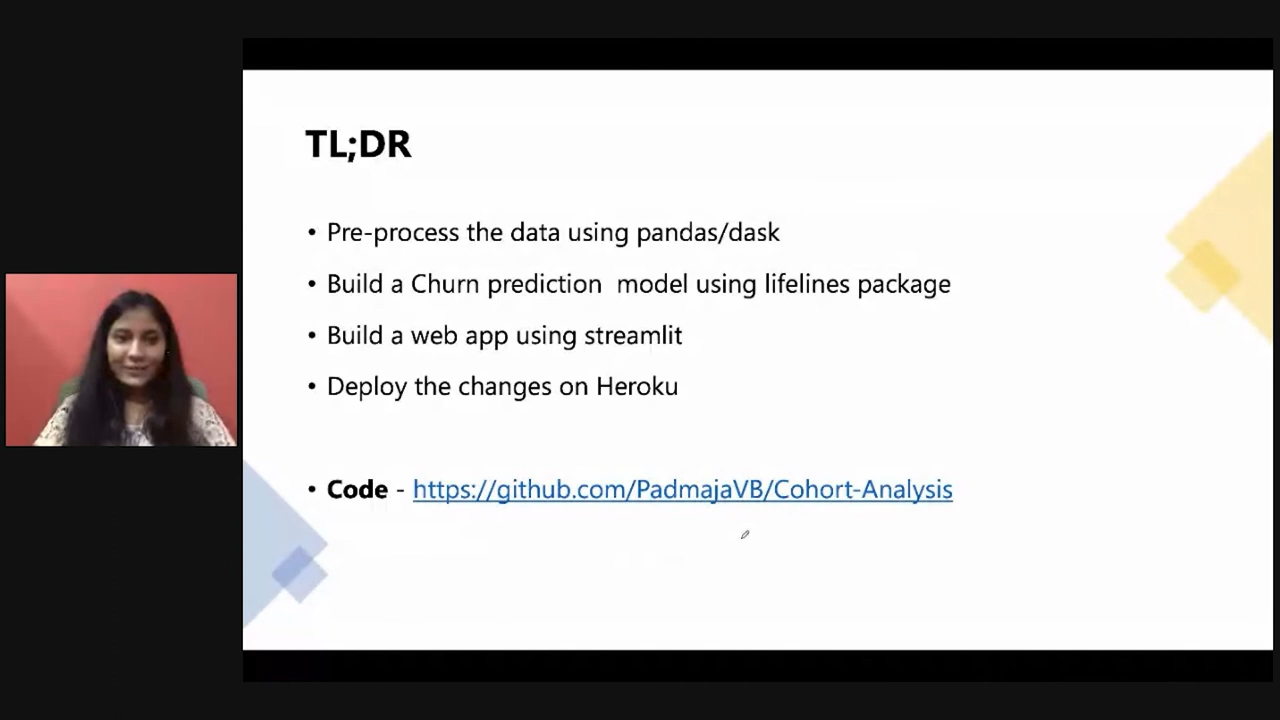 TL;DR
• Pre-process the data using pandas/dask
• Build a Churn prediction  model using lifelines package
• Build a web app using streamlit
• Deploy the changes on Heroku
• Code - https://github.com/PadmajaVB/Cohort-Analysis